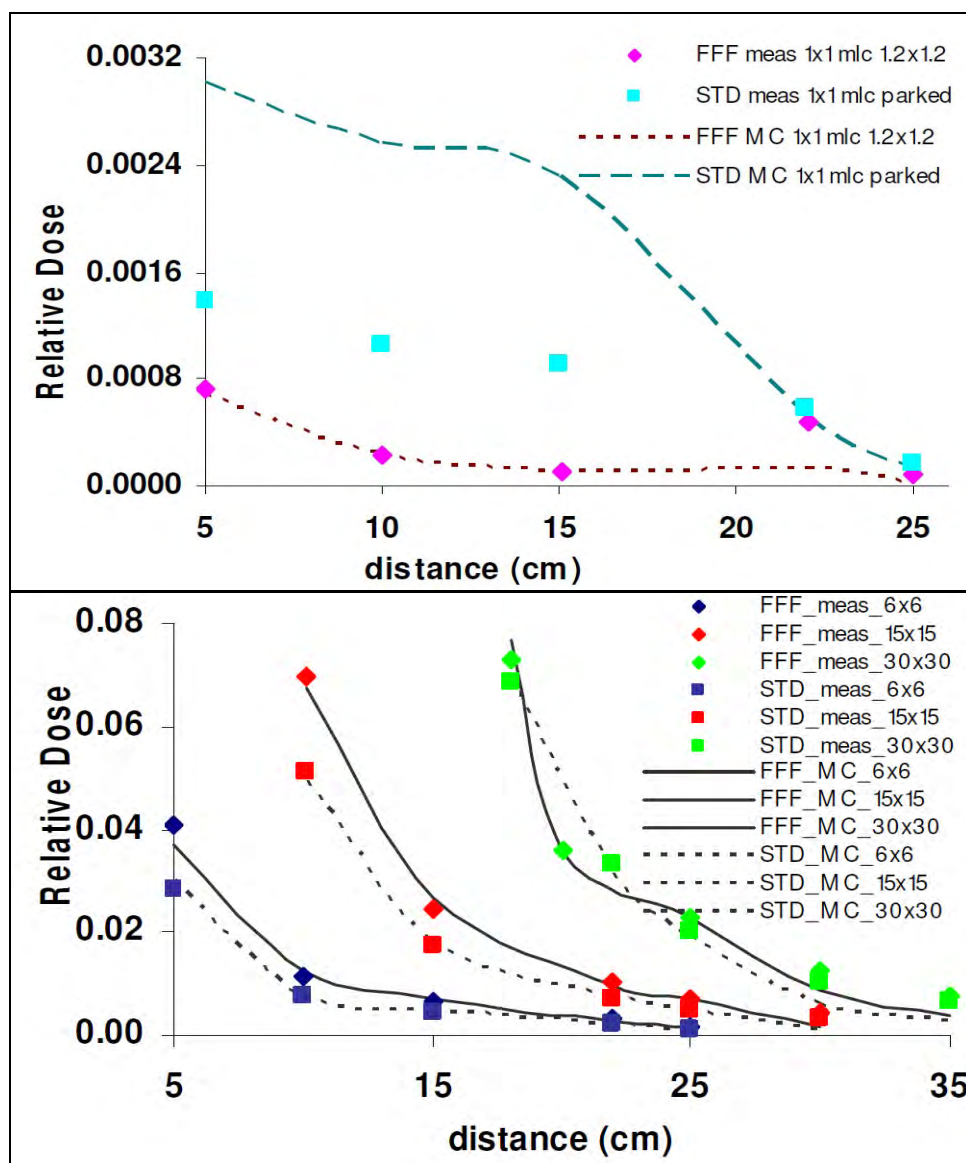 0.0032
0.0024
0.0016
0.0008
0.0000
Relative Dose
5 10 15 20 25
distance (cm)
FFF meas 1x1 mlc 1.2x1.2
STD meas 1x1 mlc parked
FFF MC 1x1 mlc 1.2x1.2
STD MC 1x1 mlc parked
0.08
0.06
0.04
0.02
0.00
Relative Dose
5 15 25 35
distance (cm)
FFF_meas_6x6
FFF_meas_15x15
FFF_meas_30x30
STD_meas_6x6
STD_meas_15x15
STD_meas_30x30
FFF_MC_6x6
FFF_MC_15x15
FFF_MC_30x30
STD_MC_6x6
STD_MC_15x15
STD_MC_30x30